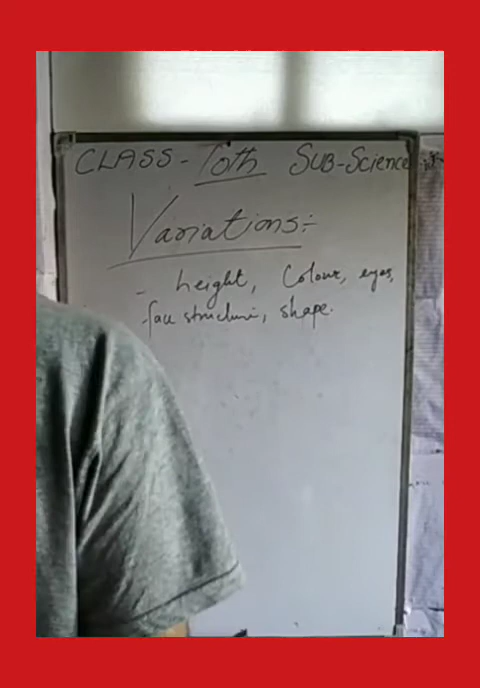 CLASS - 10th SUB-Science
Variations:-
- height, Colour, eyes,
face structure, shape.